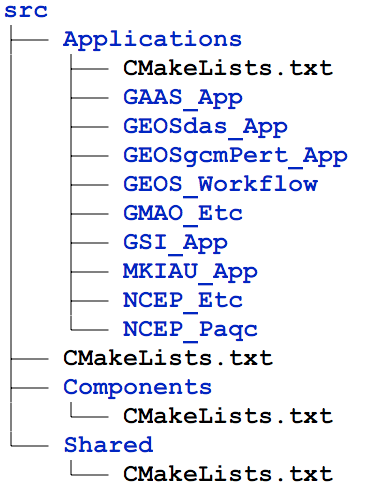 src
Applications
CMakeLists.txt
GAAS_App
GEOSdas_App
GEOSgcmPert_App
GEOS_Workflow
GMAO_Etc
GSI_App
MKIAU_App
NCEP_Etc
NCEP_Paqc
CMakeLists.txt
Components
CMakeLists.txt
Shared
CMakeLists.txt